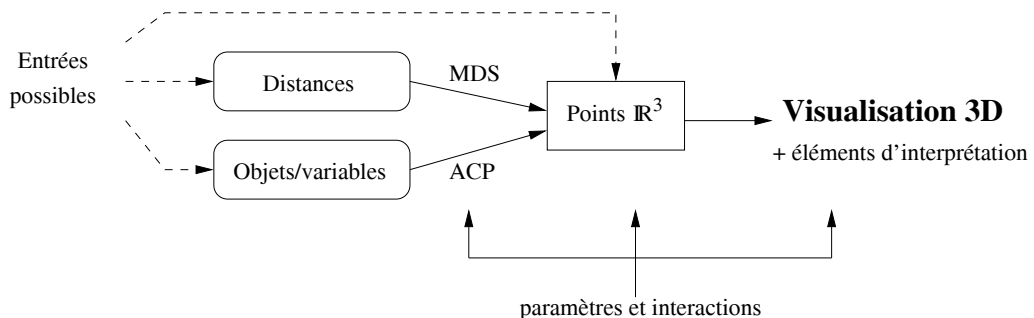 Entrées
possibles
Distances
MDS
Objets/variables
ACP
Points ℝ³
Visualisation 3D
+ éléments d'interprétation
paramètres et interactions